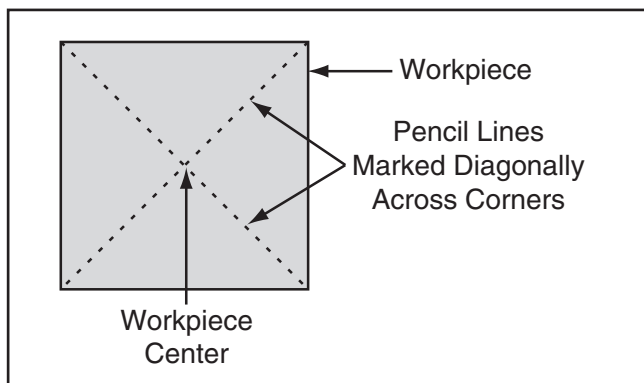 Workpiece
Pencil Lines
Marked Diagonally
Across Corners
Workpiece
Center